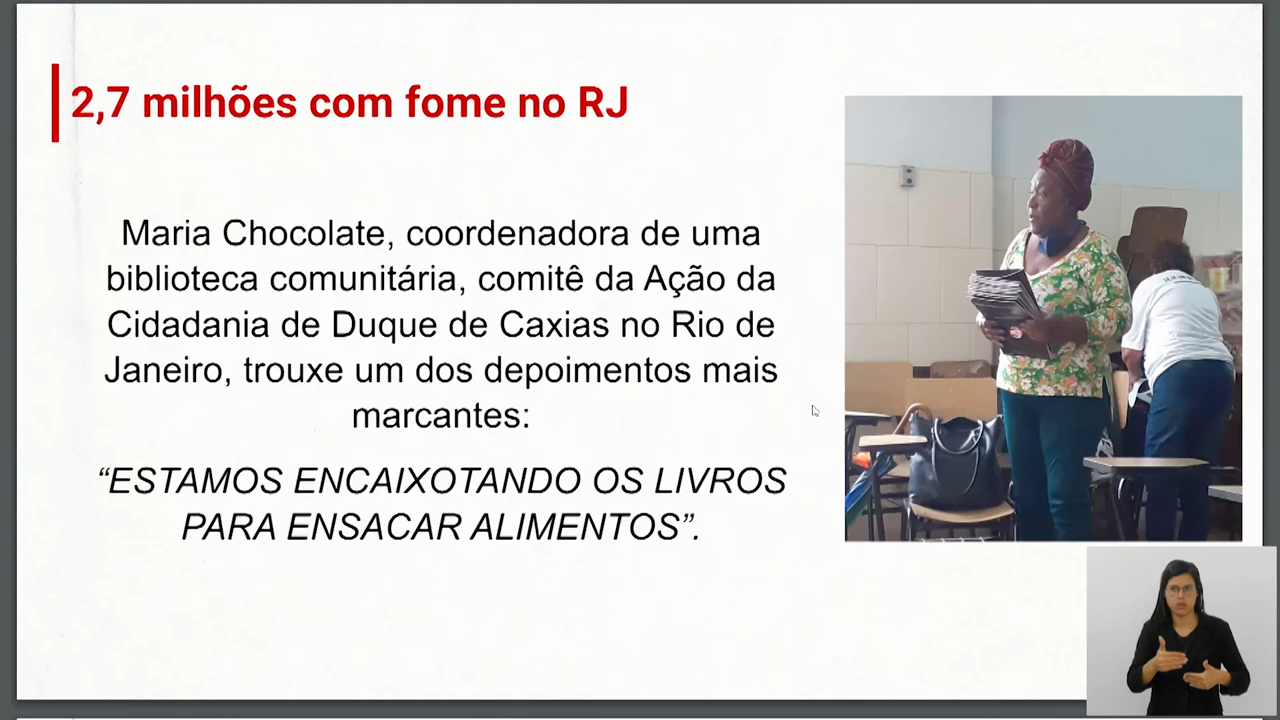 2,7 milhões com fome no RJ
Maria Chocolate, coordenadora de uma
biblioteca comunitária, comitê da Ação da
Cidadania de Duque de Caxias no Rio de
Janeiro, trouxe um dos depoimentos mais
marcantes:
“ESTAMOS ENCAIXOTANDO OS LIVROS
PARA ENSACAR ALIMENTOS”.